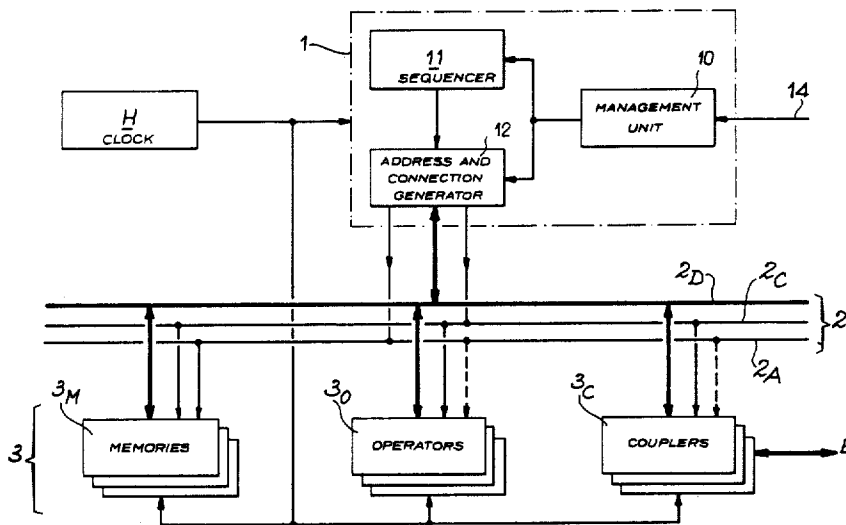 1
11
SEQUENCER
10
MANAGEMENT
UNIT
14
H
CLOCK
12
ADDRESS AND
CONNECTION
GENERATOR
2D
2C
2
2A
3M
3O
3C
3
MEMORIES
OPERATORS
COUPLERS